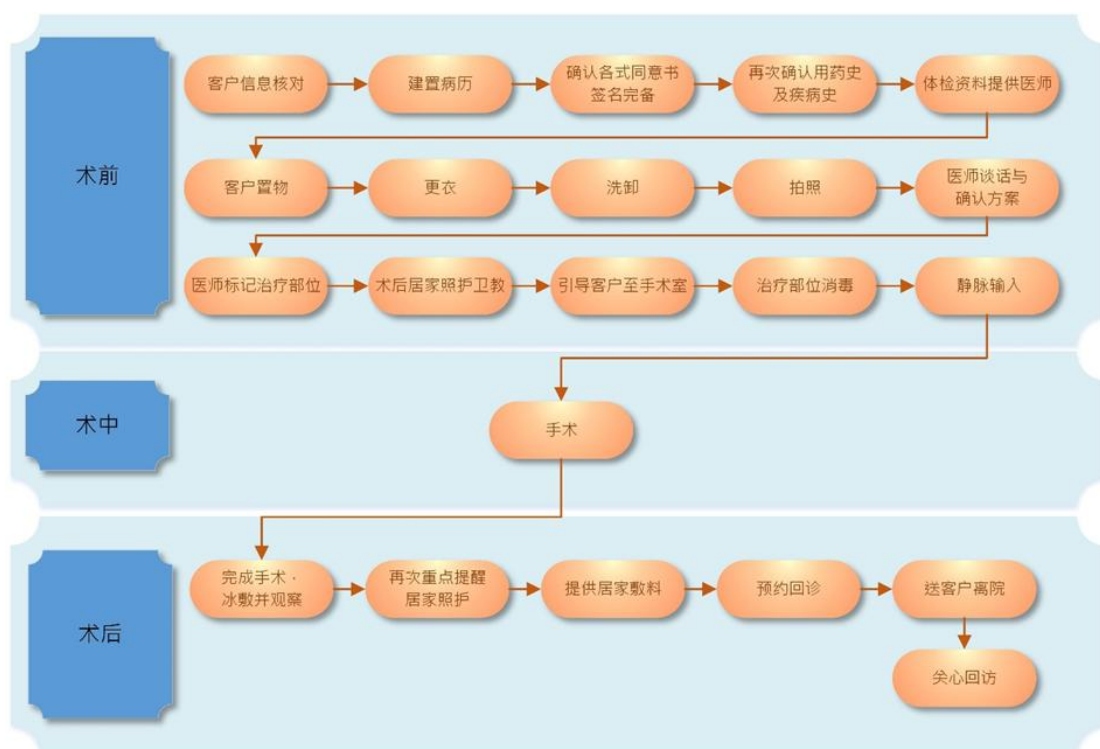 术前
客户信息核对
建置病历
确认各式同意书
签名完备
再次确认用药史
及疾病史
体检资料提供医师
客户置物
更衣
洗卸
拍照
医师谈话与
确认方案
医师标记治疗部位
术后居家照护卫教
引导客户至手术室
治疗部位消毒
静脉输入
术中
手术
术后
完成手术·
冰敷并观察
再次重点提醒
居家照护
提供居家敷料
预约回诊
送客户离院
关心回访